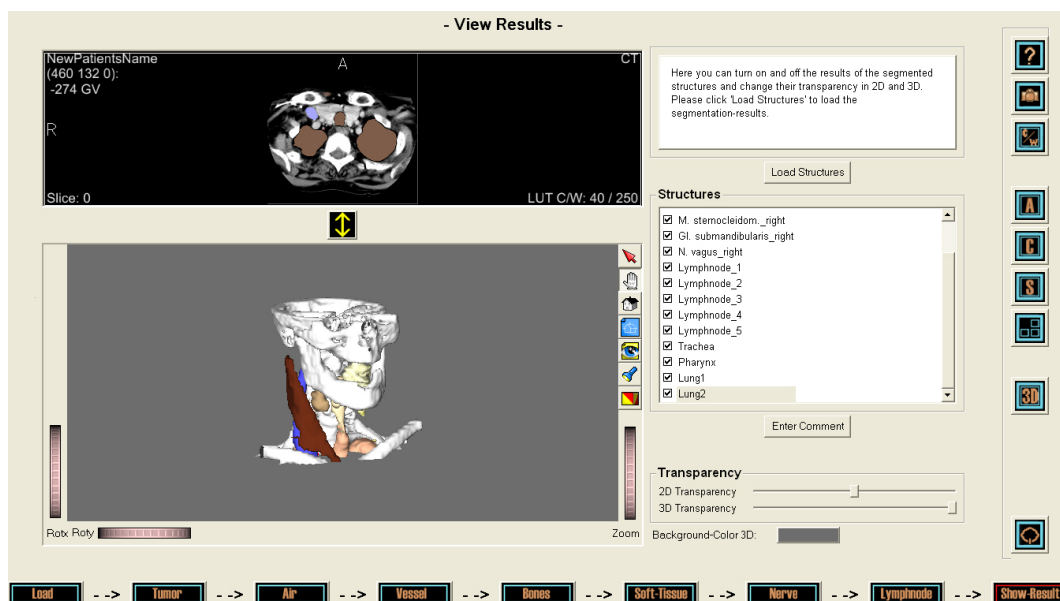 - View Results -
NewPatientsName
(460 132 0):
-274 GV
A
CT
R
Slice: 0
LUT C/W: 40 / 250
Here you can turn on and off the results of the segmented
structures and change their transparency in 2D and 3D.
Please click 'Load Structures' to load the
segmentation-results.
Load Structures
Structures
M. sternocleidom._right
Gl. submandibularis_right
N. vagus_right
Lymphnode_1
Lymphnode_2
Lymphnode_3
Lymphnode_4
Lymphnode_5
Trachea
Pharynx
Lung1
Lung2
Enter Comment
Transparency
2D Transparency
3D Transparency
Background-Color 3D:
Rotx Roty
Zoom
?
C/W
A
C
S
3D
Load --> Tumor --> Air --> Vessel --> Bones --> Soft-Tissue --> Nerve --> Lymphnode --> Show-Result